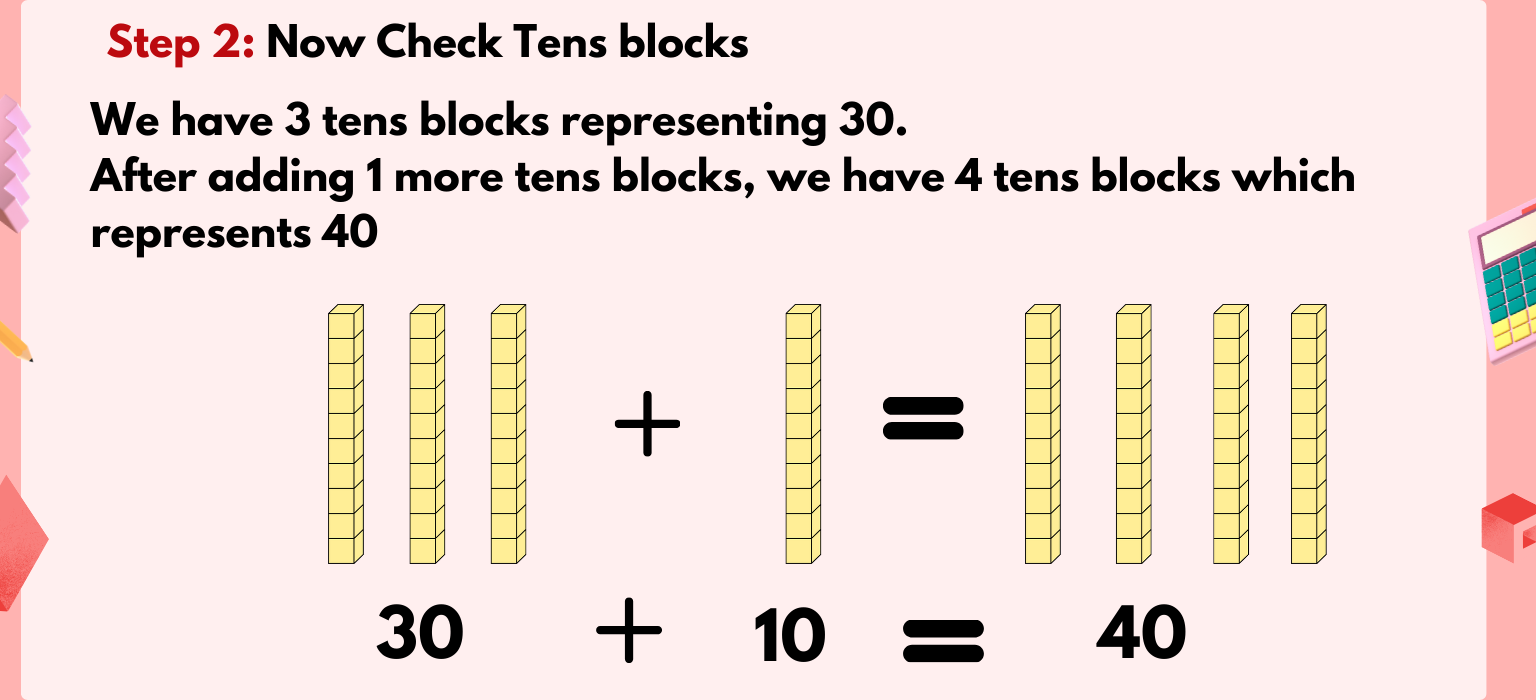 Step 2: Now Check Tens blocks
We have 3 tens blocks representing 30.
After adding 1 more tens blocks, we have 4 tens blocks which
represents 40
+ =
30 + 10 = 40